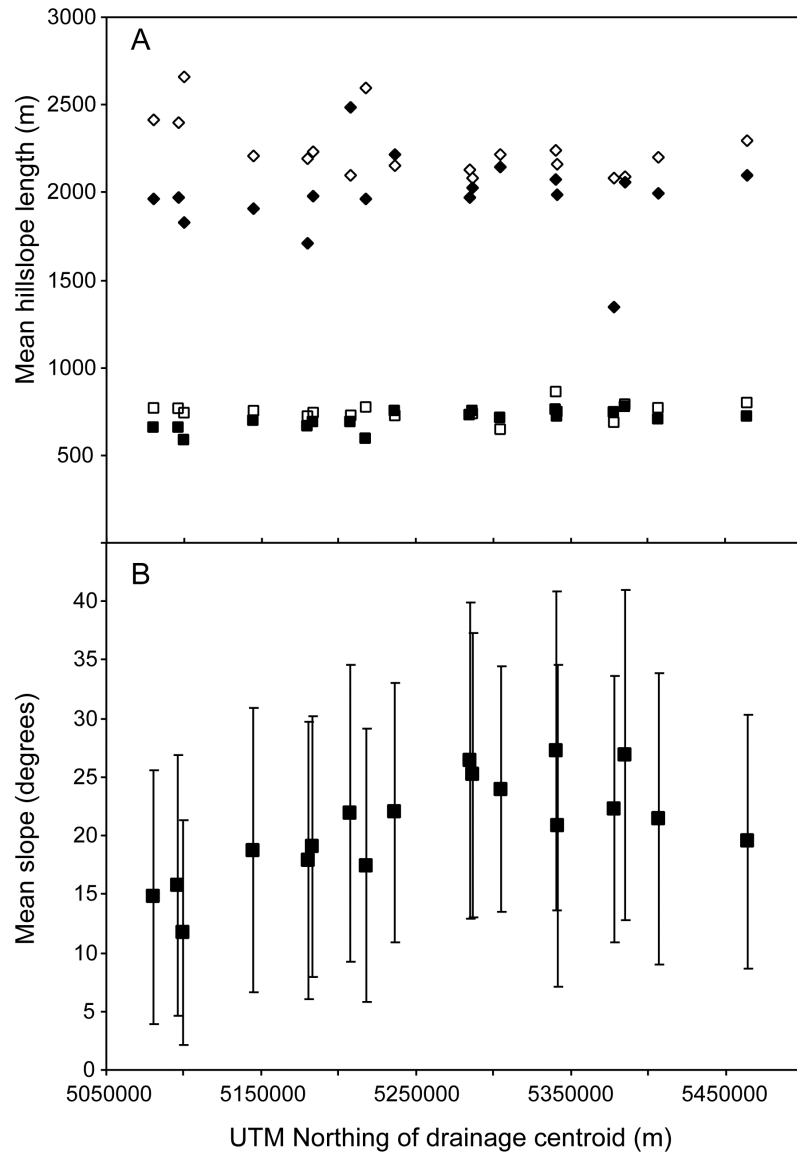 A
3000
2500
2000
1500
1000
500
Mean hillslope length (m)
B
40
35
30
25
20
15
10
5
0
Mean slope (degrees)
5050000 5150000 5250000 5350000 5450000
UTM Northing of drainage centroid (m)